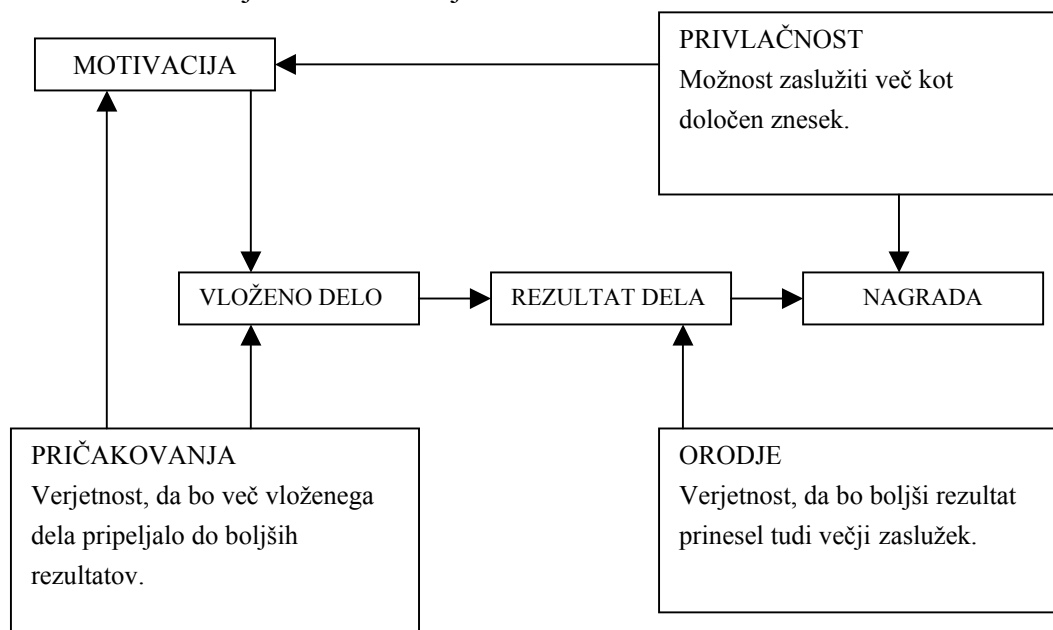 MOTIVACIJA
PRIVLAČNOST
Možnost zaslužiti več kot
določen znesek.
VLOŽENO DELO
REZULTAT DELA
NAGRADA
PRIČAKOVANJA
Verjetnost, da bo več vloženega
dela pripeljalo do boljših
rezultatov.
ORODJE
Verjetnost, da bo boljši rezultat
prinesel tudi večji zaslužek.